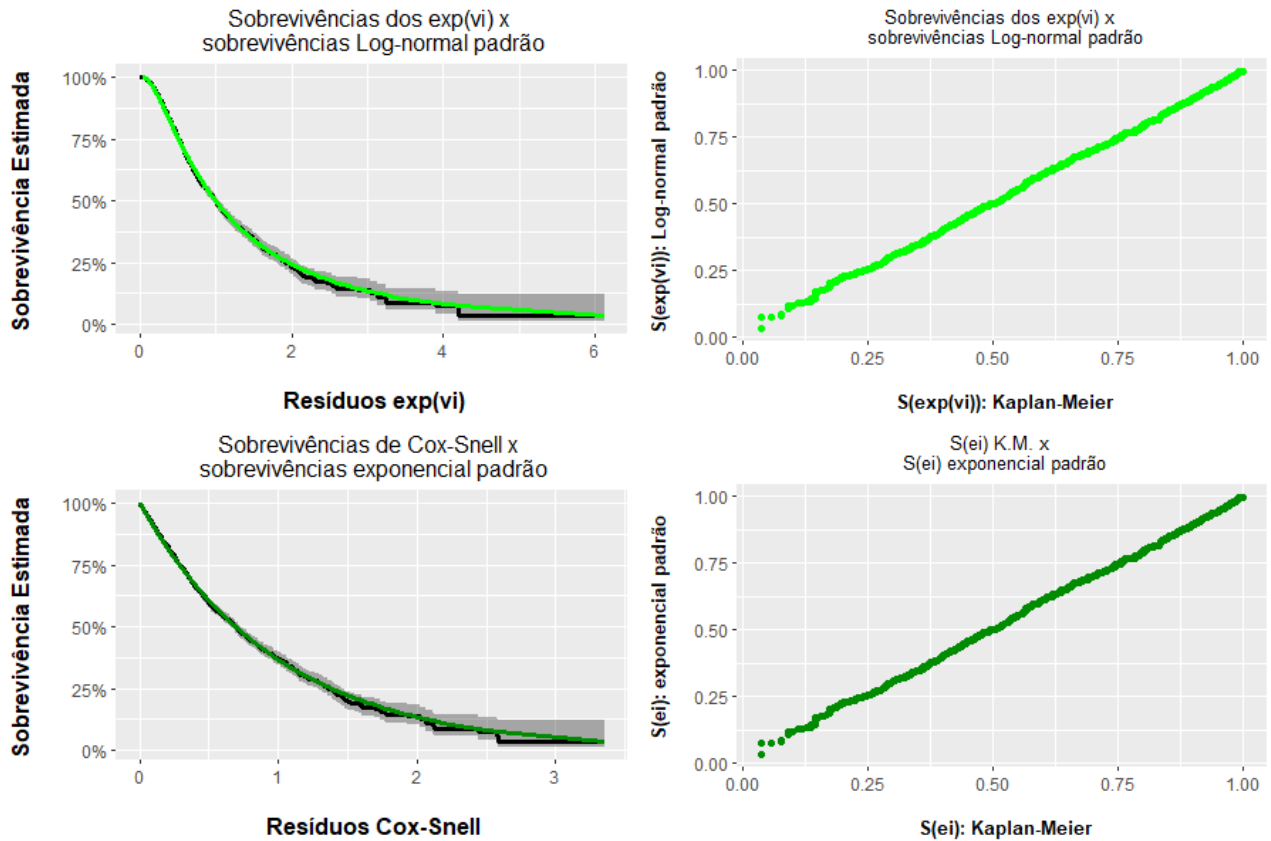 Sobrevivências dos exp(vi) x
sobrevivências Log-normal padrão
Sobrevivência Estimada
100%
75%
50%
25%
0%
0 2 4 6
Resíduos exp(vi)
Sobrevivências dos exp(vi) x
sobrevivências Log-normal padrão
S(exp(vi)): Log-normal padrão
1.00
0.75
0.50
0.25
0.00
0.00 0.25 0.50 0.75 1.00
S(exp(vi)): Kaplan-Meier
Sobrevivências de Cox-Snell x
sobrevivências exponencial padrão
Sobrevivência Estimada
100%
75%
50%
25%
0%
0 1 2 3
Resíduos Cox-Snell
S(ei) K.M. x
S(ei) exponencial padrão
S(ei): exponencial padrão
1.00
0.75
0.50
0.25
0.00
0.00 0.25 0.50 0.75 1.00
S(ei): Kaplan-Meier